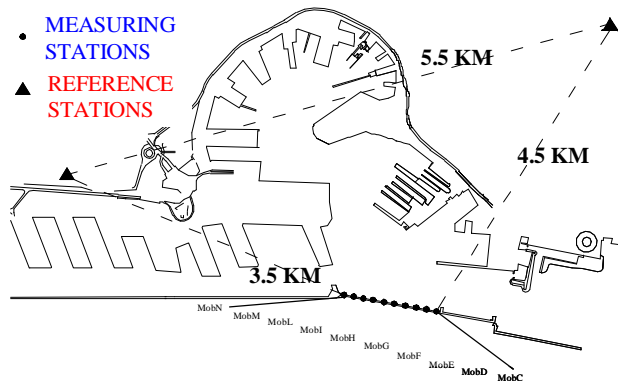 MEASURING
STATIONS
REFERENCE
STATIONS
5.5 KM
4.5 KM
3.5 KM
MobN
MobM
MobL
MobI
MobH
MobG
MobF
MobE
MobD
MobC